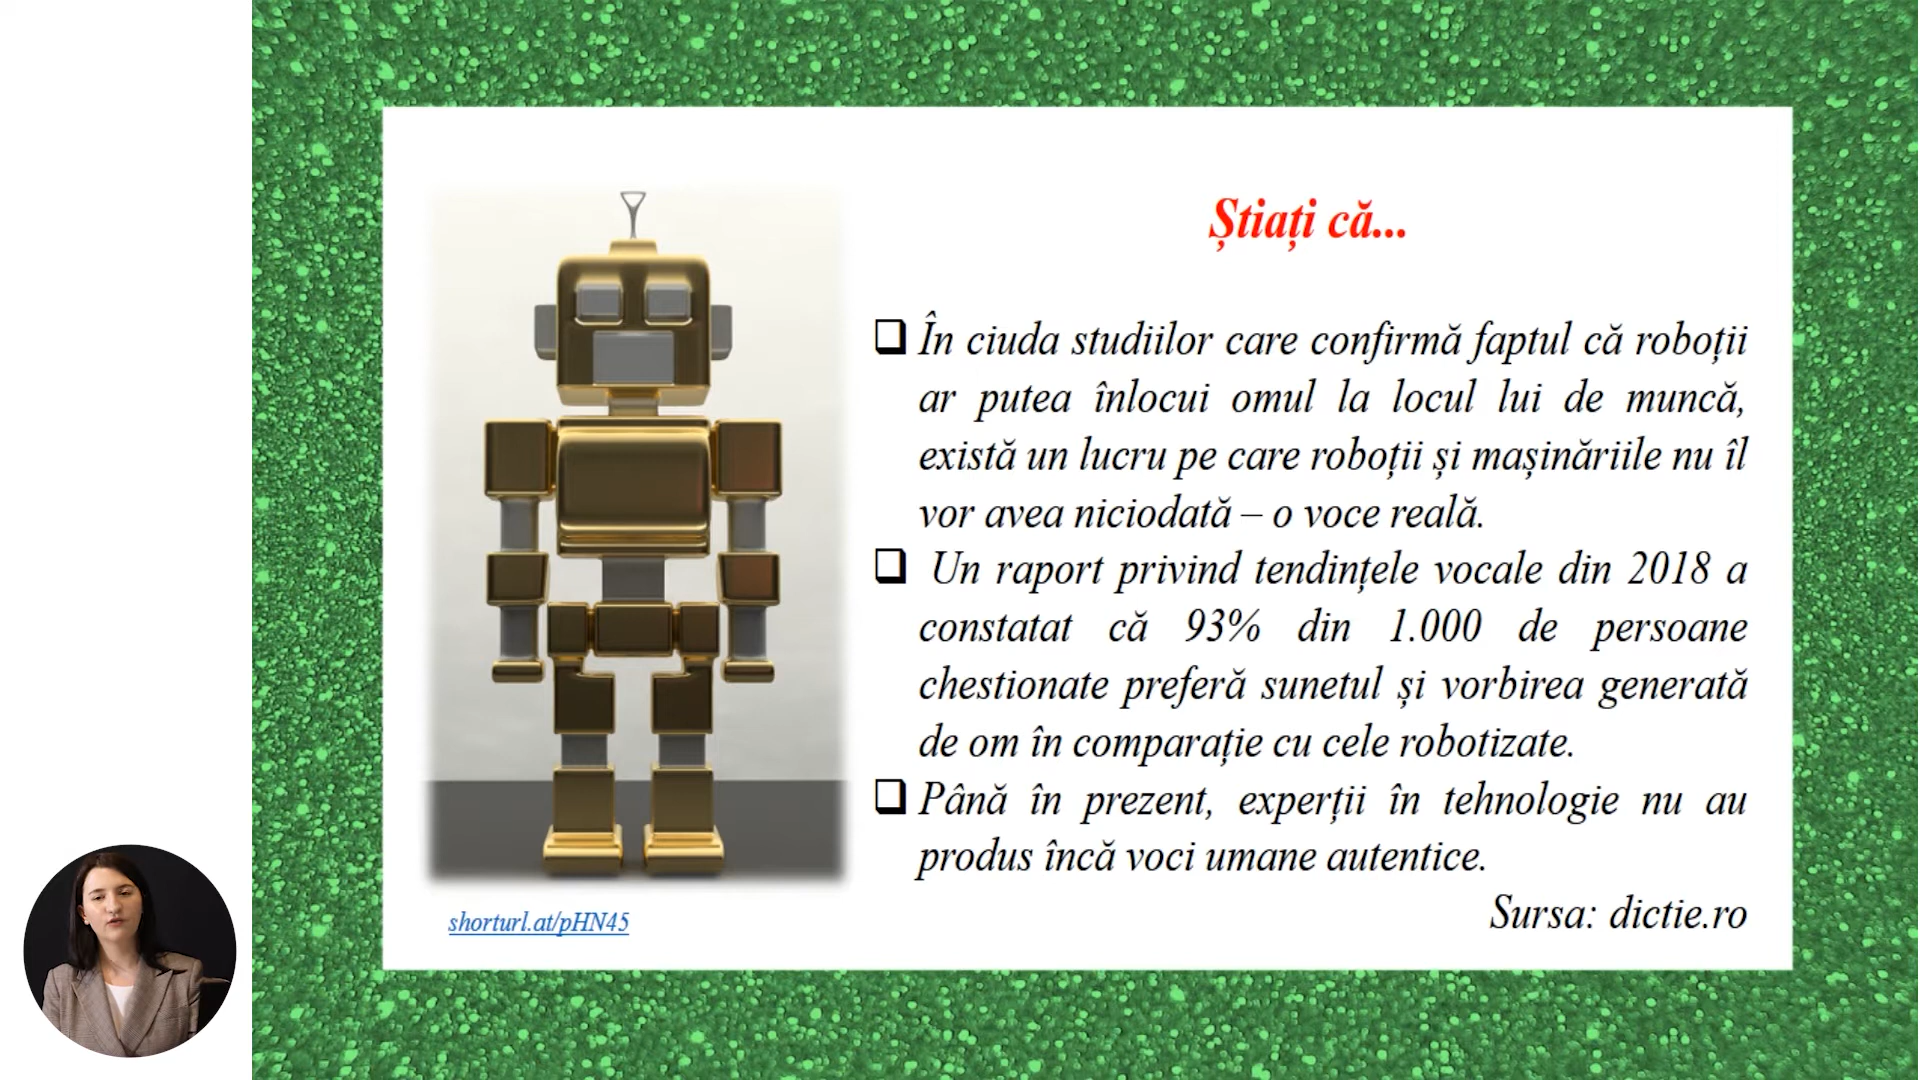 Știați că...
În ciuda studiilor care confirmă faptul că roboții
ar putea înlocui omul la locul lui de muncă,
există un lucru pe care roboții și mașinăriile nu îl
vor avea niciodată – o voce reală.
Un raport privind tendințele vocale din 2018 a
constatat că 93% din 1.000 de persoane
chestionate preferă sunetul și vorbirea generată
de om în comparație cu cele robotizate.
Până în prezent, experții în tehnologie nu au
produs încă voci umane autentice.
Sursa: dictie.ro
shorturl.at/pHN45